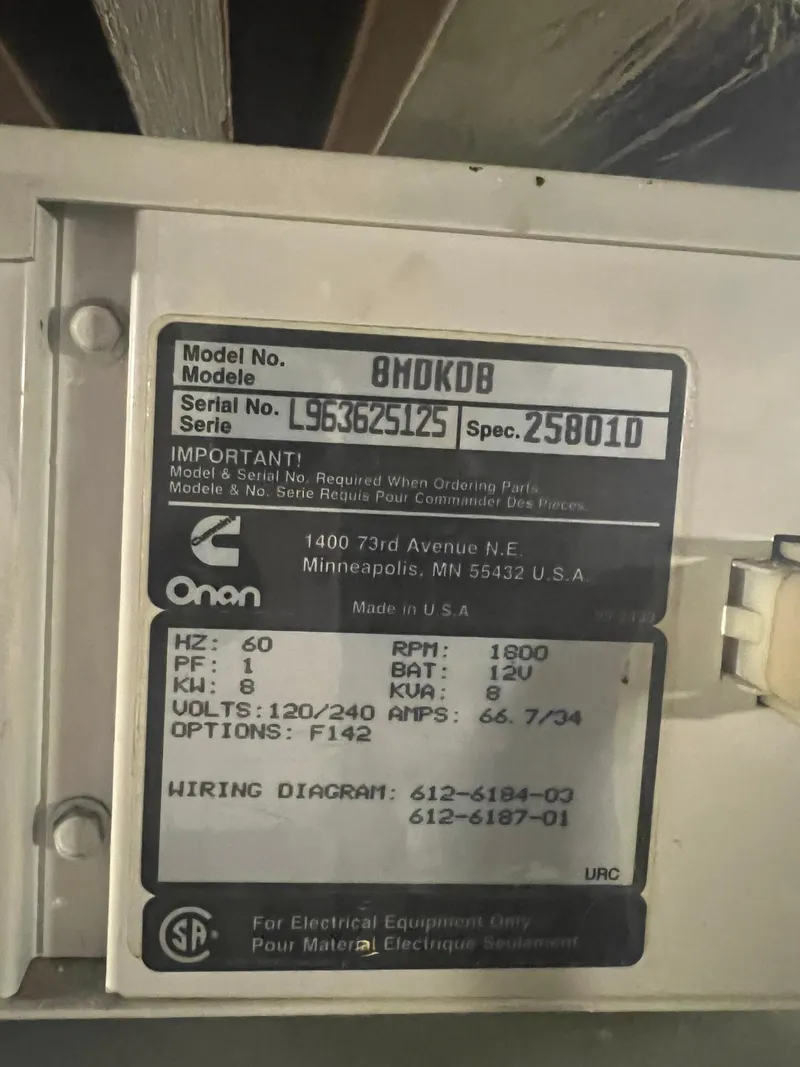 Model No. 8MDKDB
Modele
Serial No. L963625125 Spec. 25801D
Serie
IMPORTANT!
Model & Serial No. Required When Ordering Parts.
Modele & No. Serie Requis Pour Commander Des Pieces.
Onan
1400 73rd Avenue N.E.
Minneapolis, MN 55432 U.S.A.
Made in U.S.A
HZ: 60 RPM: 1800
PF: 1 BAT: 12V
KW: 8 KVA: 8
VOLTS:120/240 AMPS: 66.7/34
OPTIONS: F142
WIRING DIAGRAM: 612-6184-03
612-6187-01
URC
SA
For Electrical Equipment Only
Pour Material Electrique Seulement